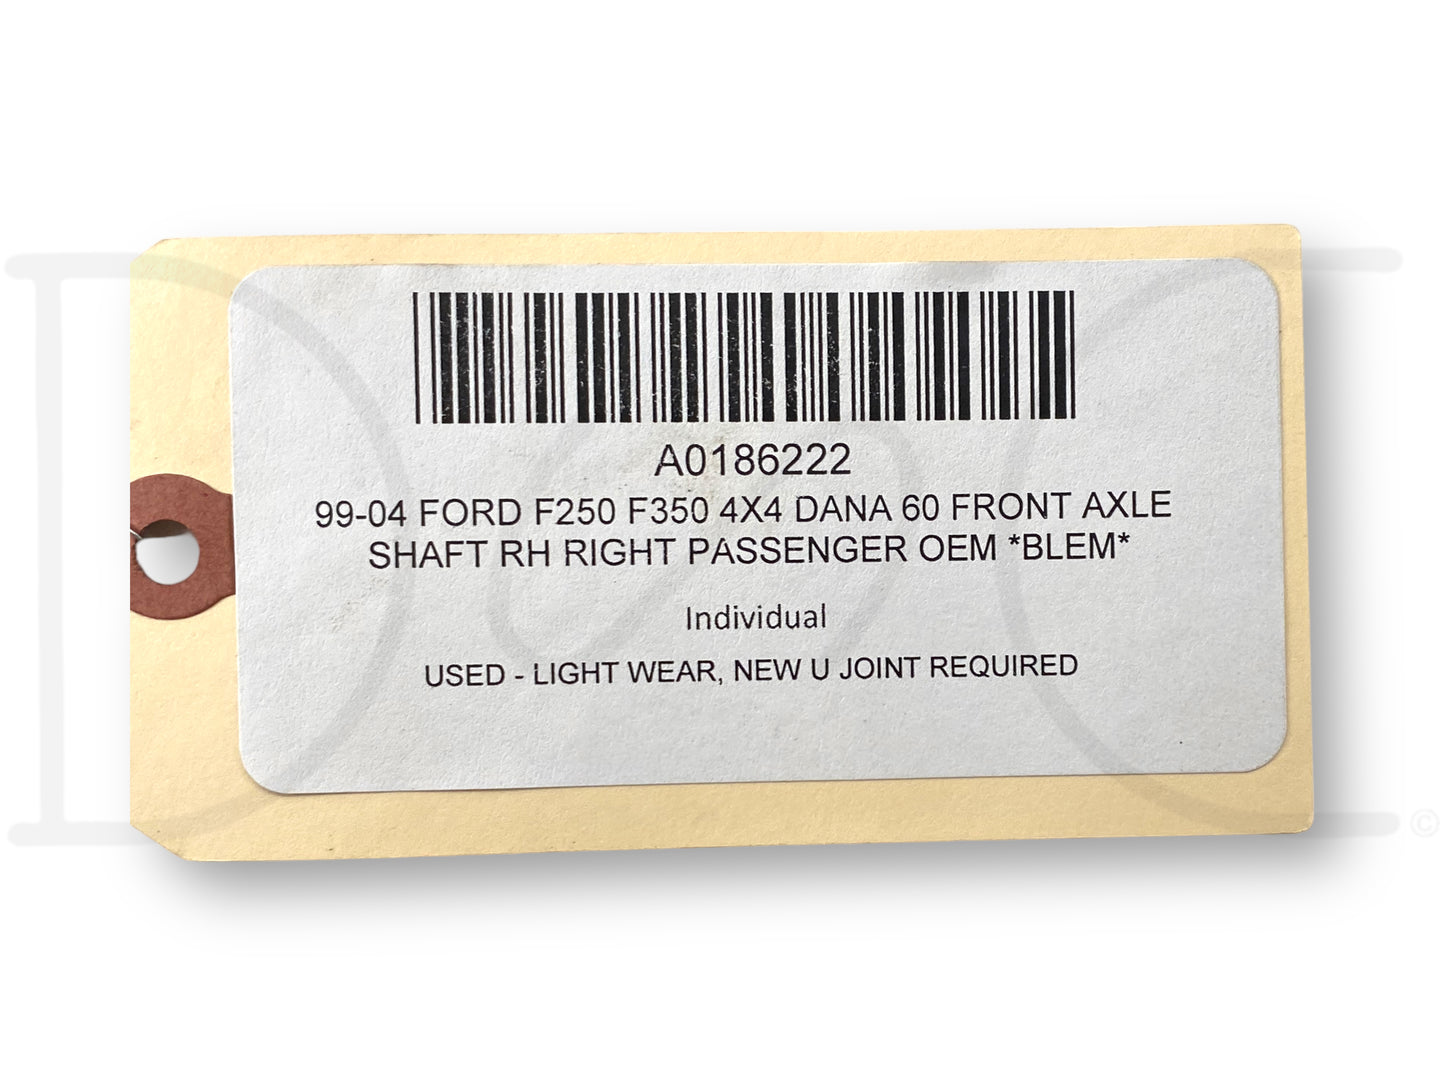 A0186222
99-04 FORD F250 F350 4X4 DANA 60 FRONT AXLE
SHAFT RH RIGHT PASSENGER OEM *BLEM*
Individual
USED - LIGHT WEAR, NEW U JOINT REQUIRED
©